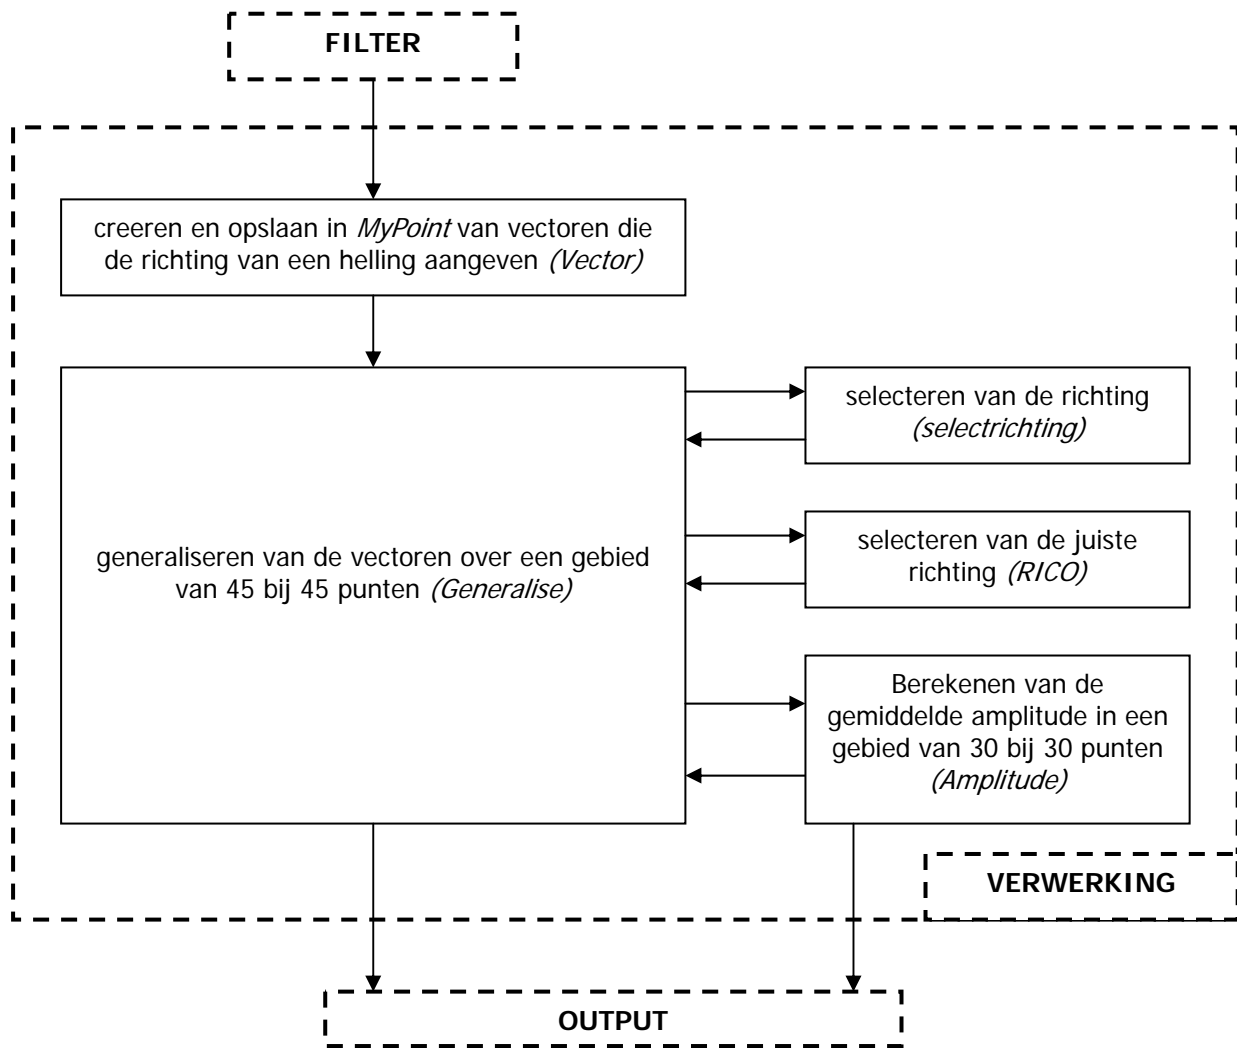 FILTER
creeren en opslaan in MyPoint van vectoren die
de richting van een helling aangeven (Vector)
generaliseren van de vectoren over een gebied
van 45 bij 45 punten (Generalise)
selecteren van de richting
(selectrichting)
selecteren van de juiste
richting (RICO)
Berekenen van de
gemiddelde amplitude in een
gebied van 30 bij 30 punten
(Amplitude)
VERWERKING
OUTPUT